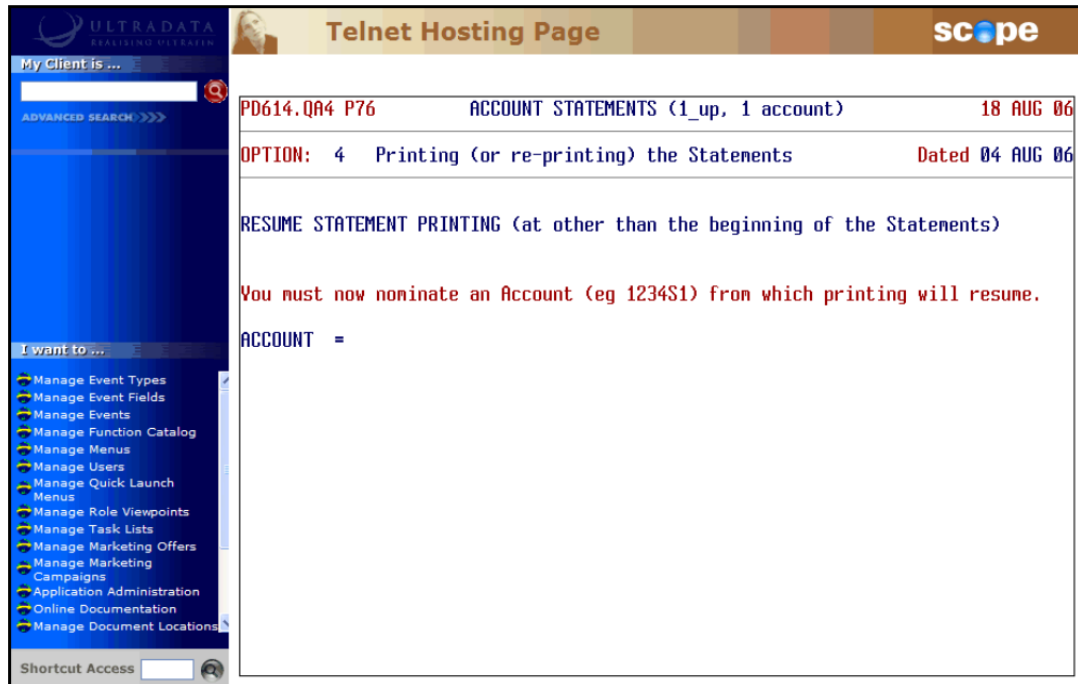 ULTRADATA
REALISING ULTRATIN
Telnet Hosting Page
scope
My Client is ...
ADVANCED SEARCH >>>
PD614.QA4 P76 ACCOUNT STATEMENTS (1_up, 1 account) 18 AUG 06
OPTION: 4 Printing (or re-printing) the Statements Dated 04 AUG 06
RESUME STATEMENT PRINTING (at other than the beginning of the Statements)
You must now nominate an Account (eg 1234S1) from which printing will resume.
ACCOUNT =
I want to ...
Manage Event Types
Manage Event Fields
Manage Events
Manage Function Catalog
Manage Menus
Manage Users
Manage Quick Launch
Menus
Manage Role Viewpoints
Manage Task Lists
Manage Marketing Offers
Manage Marketing
Campaigns
Application Administration
Online Documentation
Manage Document Locations
Shortcut Access